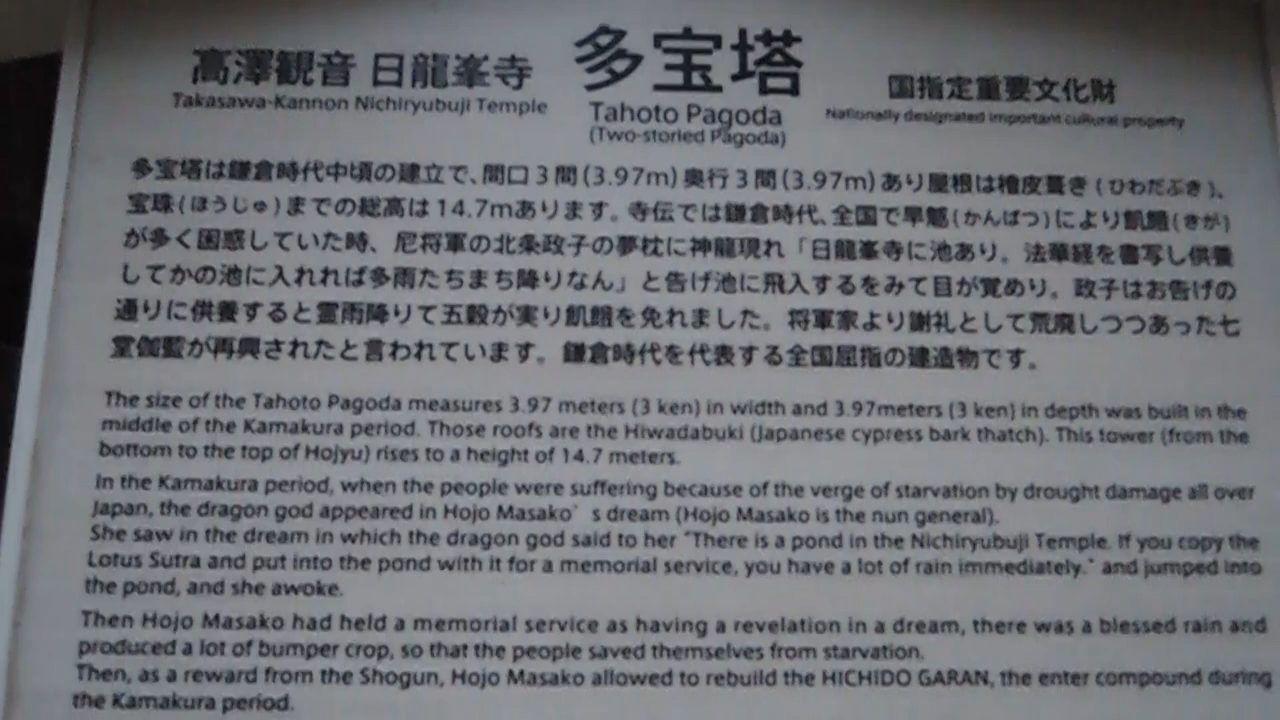 高澤観音 日龍峯寺 多宝塔 国指定重要文化財
Takasawa-Kannon Nichiryubuji Temple Tahoto Pagoda Nationally designated important cultural property
(Two-storied Pagoda)
多宝塔は鎌倉時代中頃の建立で、間口3間(3.97m)奥行3間(3.97m)あり屋根は檜皮葺き(ひわだぶき)、
宝珠(ほうじゅ)までの総高は14.7mあります。寺伝では鎌倉時代、全国で旱魃(かんばつ)により飢餓(きが)
が多く困惑していた時、尼将軍の北条政子の夢枕に神龍現れ「日龍峯寺に池あり。法華経を書写し供養
してかの池に入れれば多雨たちまち降りなん」と告げ池に飛入するをみて目が覚めり。政子はお告げの
通りに供養すると霊雨降りて五穀が実り飢餓を免れました。将軍家より謝礼として荒廃しつつあった七
堂伽藍が再興されたと言われています。鎌倉時代を代表する全国屈指の建造物です。
The size of the Tahoto Pagoda measures 3.97 meters (3 ken) in width and 3.97meters (3 ken) in depth was built in the
middle of the Kamakura period. Those roofs are the Hiwadabuki (Japanese cypress bark thatch). This tower (from the
bottom to the top of Hojyu) rises to a height of 14.7 meters.
In the Kamakura period, when the people were suffering because of the verge of starvation by drought damage all over
Japan, the dragon god appeared in Hojo Masako’ s dream (Hojo Masako is the nun general).
She saw in the dream in which the dragon god said to her "There is a pond in the Nichiryubuji Temple. If you copy the
Lotus Sutra and put into the pond with it for a memorial service, you have a lot of rain immediately." and jumped into
the pond, and she awoke.
Then Hojo Masako had held a memorial service as having a revelation in a dream, there was a blessed rain and
produced a lot of bumper crop, so that the people saved themselves from starvation.
Then, as a reward from the Shogun, Hojo Masako allowed to rebuild the HICHIDO GARAN, the enter compound during
the Kamakura period.